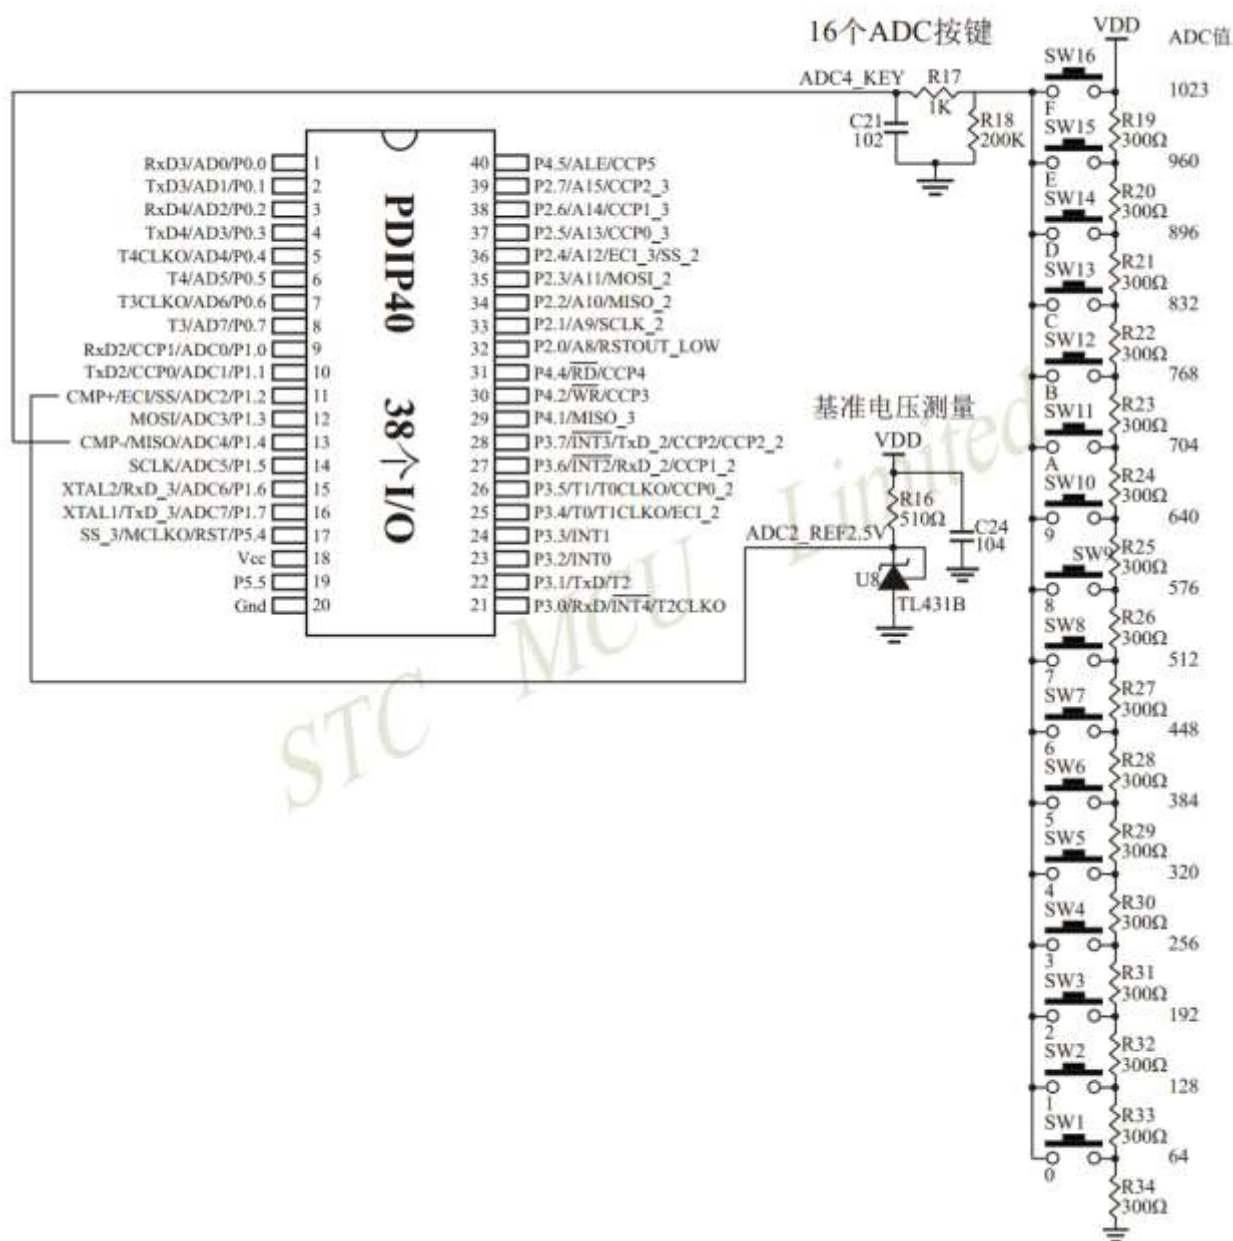 16个ADC按键
VDD
ADC值
ADC4_KEY
R17
1K
C21
102
R18
200K
SW16
1023
F
R19
300Ω
SW15
960
E
R20
300Ω
SW14
896
D
R21
300Ω
SW13
832
C
R22
300Ω
SW12
768
B
R23
300Ω
SW11
704
A
R24
300Ω
SW10
640
9
R25
300Ω
SW9
576
8
R26
300Ω
SW8
512
7
R27
300Ω
SW7
448
6
R28
300Ω
SW6
384
5
R29
300Ω
SW5
320
4
R30
300Ω
SW4
256
3
R31
300Ω
SW3
192
2
R32
300Ω
SW2
128
1
R33
300Ω
SW1
64
0
R34
300Ω
PDIP40 38个I/O
RxD3/AD0/P0.0 1
TxD3/AD1/P0.1 2
RxD4/AD2/P0.2 3
TxD4/AD3/P0.3 4
T4CLKO/AD4/P0.4 5
T4/AD5/P0.5 6
T3CLKO/AD6/P0.6 7
T3/AD7/P0.7 8
RxD2/CCP1/ADC0/P1.0 9
TxD2/CCP0/ADC1/P1.1 10
CMP+/ECI/SS/ADC2/P1.2 11
MOSI/ADC3/P1.3 12
CMP-/MISO/ADC4/P1.4 13
SCLK/ADC5/P1.5 14
XTAL2/RxD_3/ADC6/P1.6 15
XTAL1/TxD_3/ADC7/P1.7 16
SS_3/MCLKO/RST/P5.4 17
Vcc 18
P5.5 19
Gnd 20
40 P4.5/ALE/CCP5
39 P2.7/A15/CCP2_3
38 P2.6/A14/CCP1_3
37 P2.5/A13/CCP0_3
36 P2.4/A12/ECI_3/SS_2
35 P2.3/A11/MOSI_2
34 P2.2/A10/MISO_2
33 P2.1/A9/SCLK_2
32 P2.0/A8/RSTOUT_LOW
31 P4.4/RD/CCP4
30 P4.2/WR/CCP3
29 P4.1/MISO_3
28 P3.7/INT3/TxD_2/CCP2/CCP2_2
27 P3.6/INT2/RxD_2/CCP1_2
26 P3.5/T1/T0CLKO/CCP0_2
25 P3.4/T0/T1CLKO/ECI_2
24 P3.3/INT1
23 P3.2/INT0
22 P3.1/TxD/T2
21 P3.0/RxD/INT4/T2CLKO
基准电压测量
VDD
R16
510Ω
C24
104
ADC2_REF2.5V
U8
TL431B
STC MCU Limited